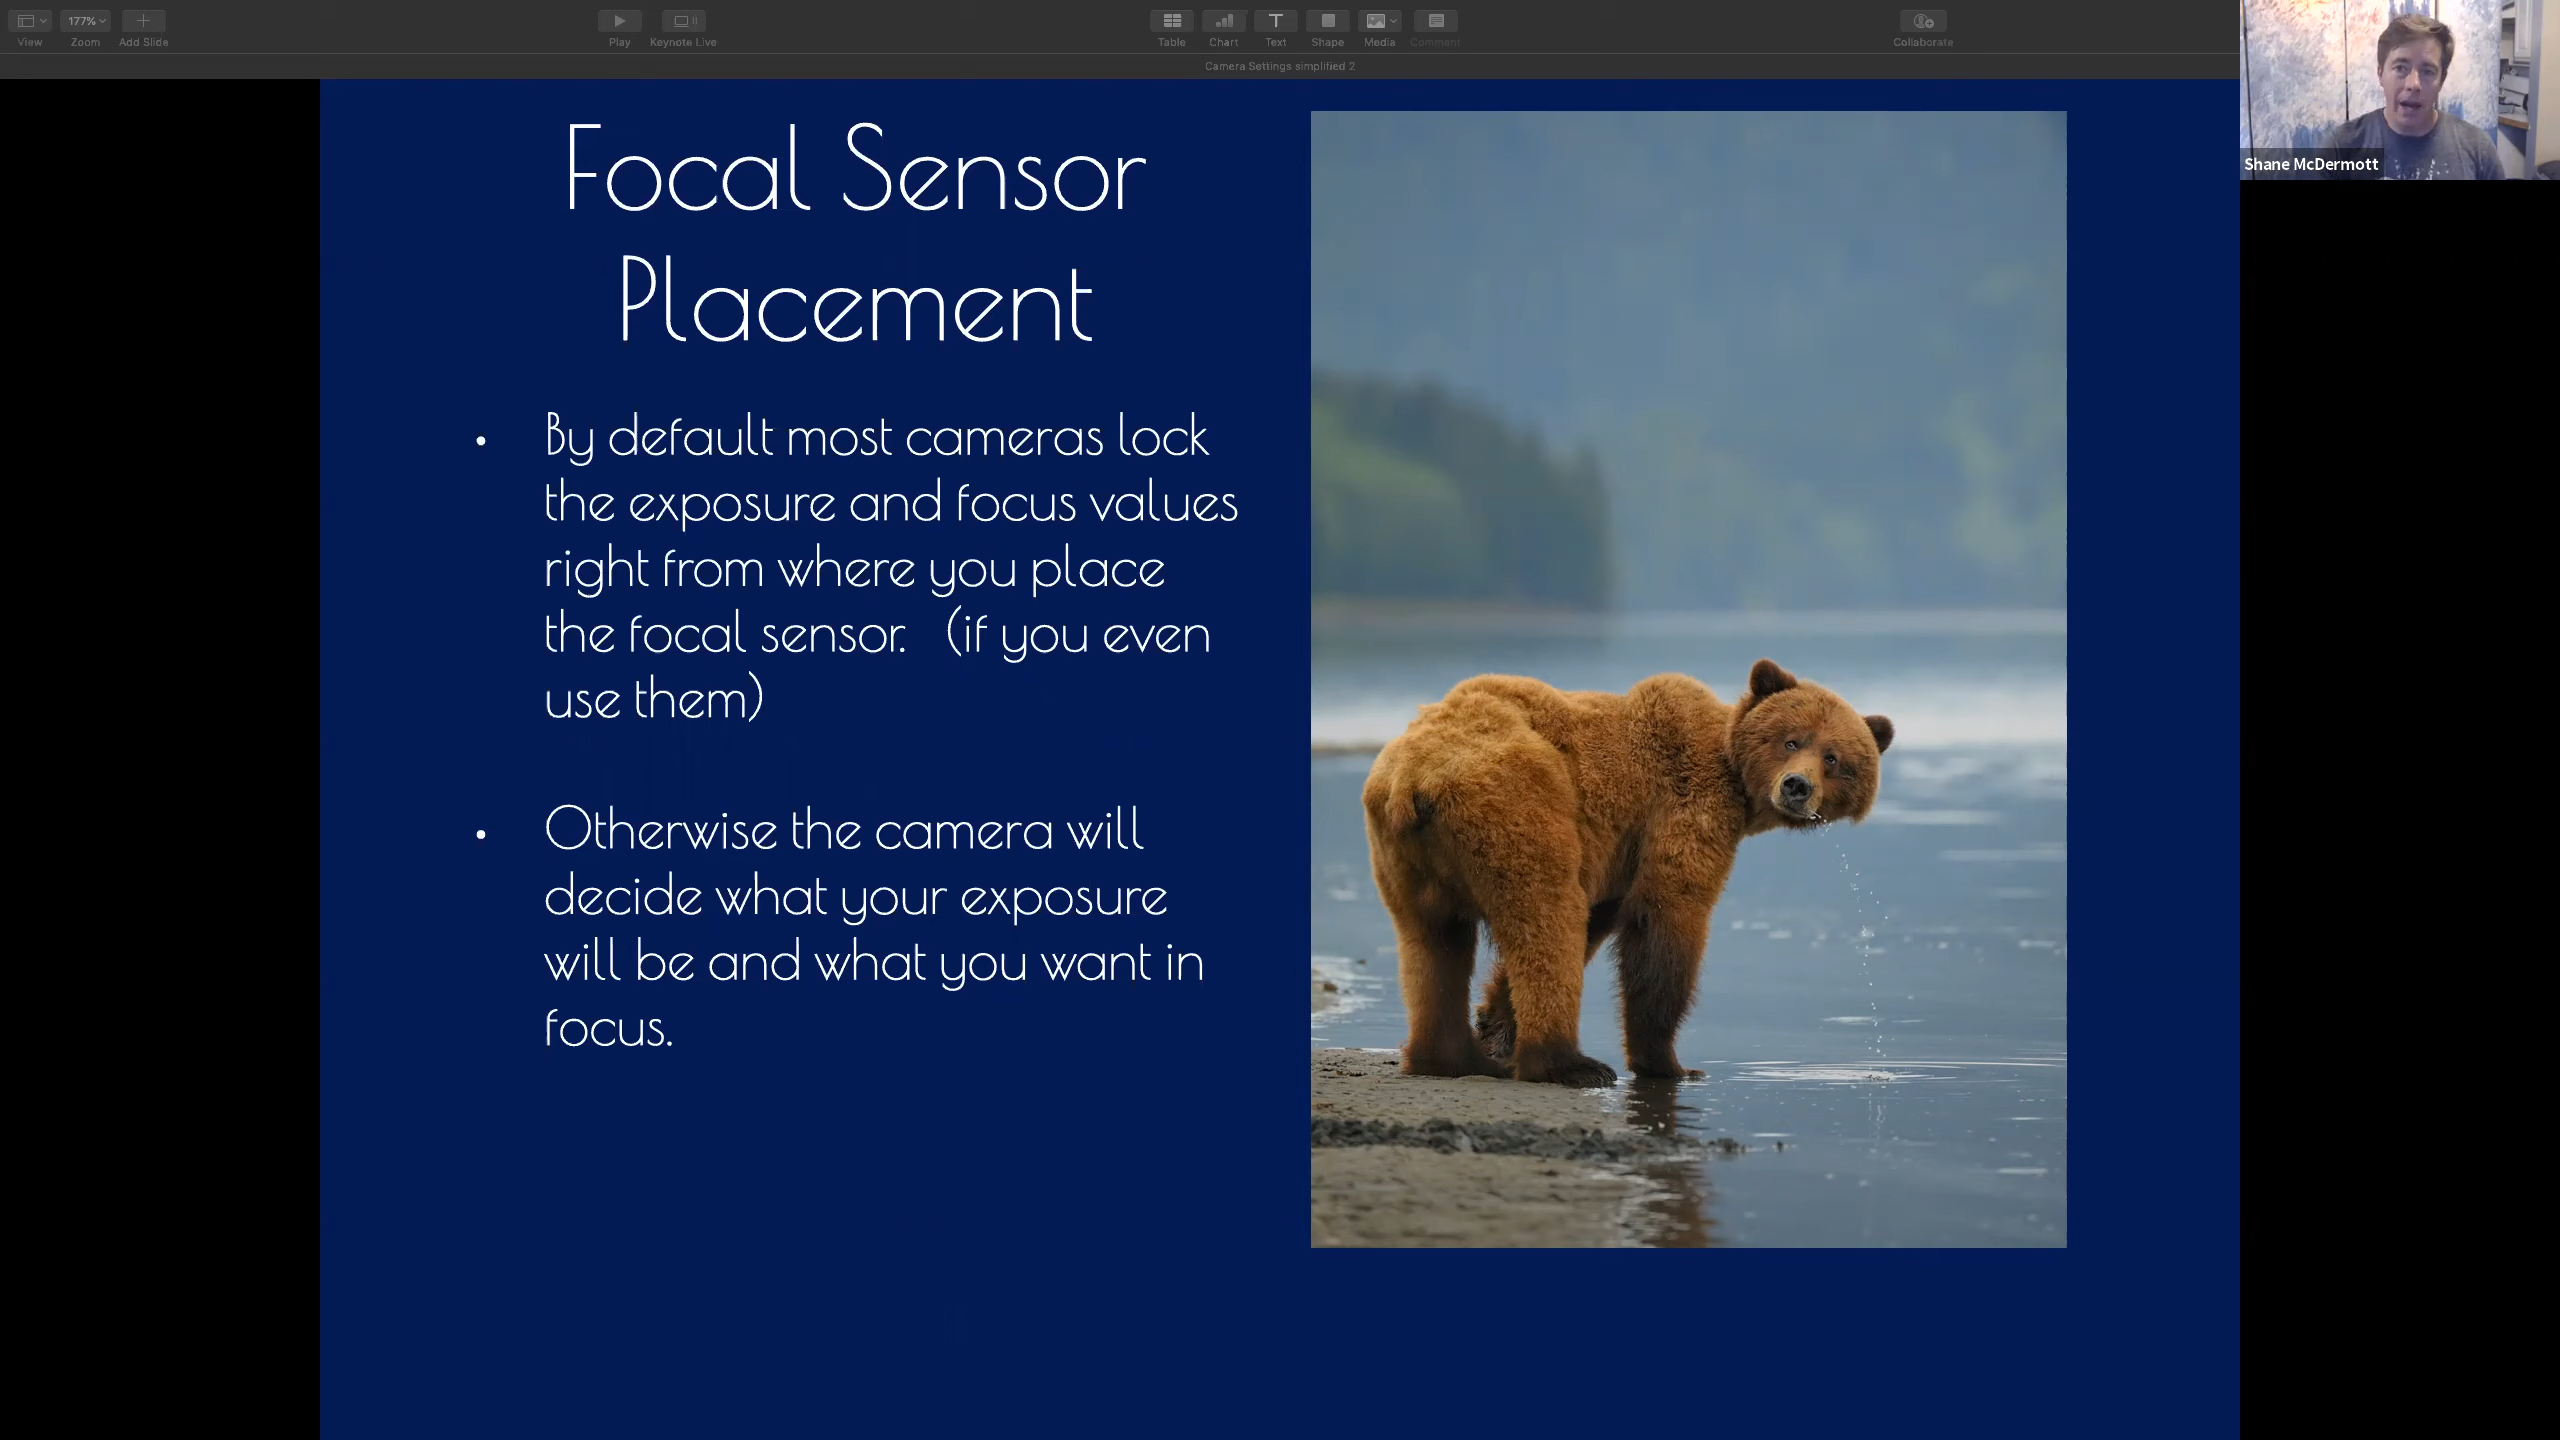 177%
View
Zoom
Add Slide
Play
Keynote Live
Table
Chart
Text
Shape
Media
Comment
Collaborate
Camera Settings simplified 2
Shane McDermott
Focal Sensor
Placement
• By default most cameras lock
the exposure and focus values
right from where you place
the focal sensor. (if you even
use them)
• Otherwise the camera will
decide what your exposure
will be and what you want in
focus.